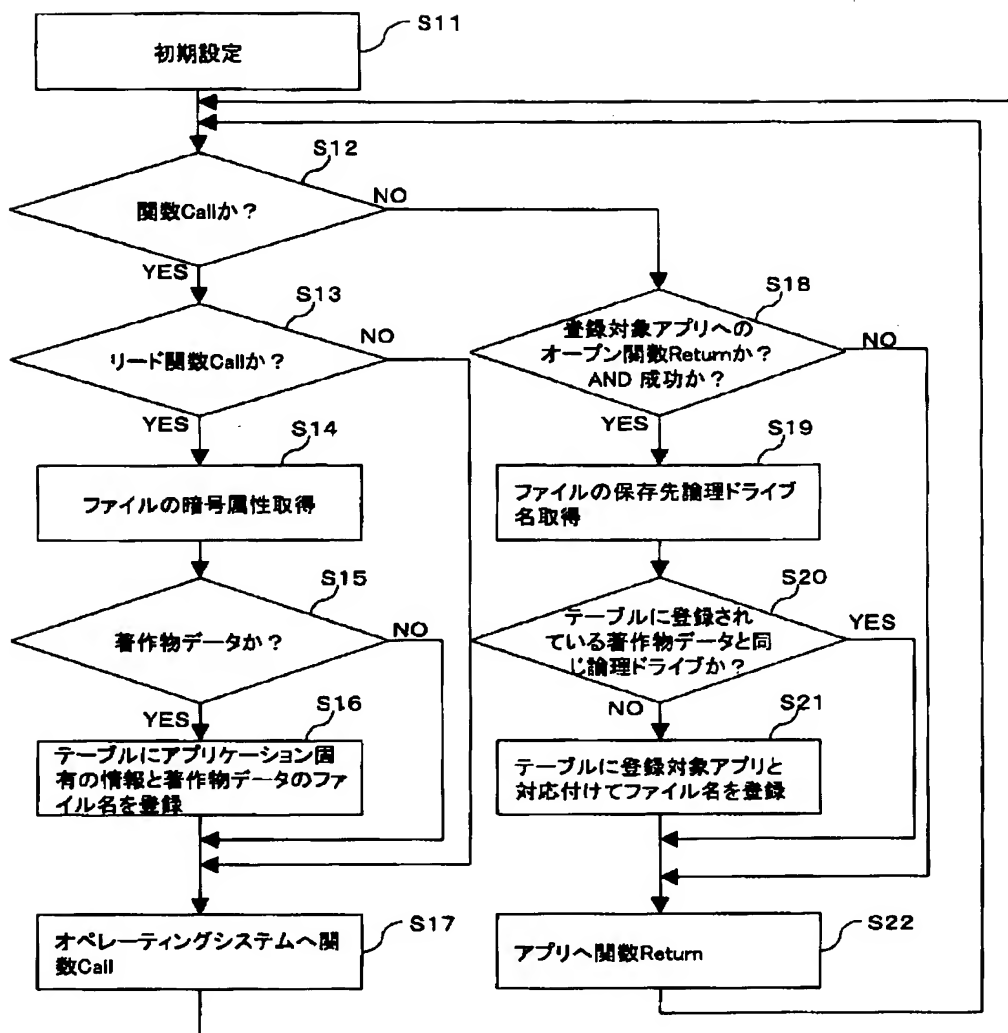 S11
初期設定
S12
関数Callか？
NO
YES
S13
リード関数Callか？
NO
YES
S14
ファイルの暗号属性取得
S15
著作物データか？
NO
YES
S16
テーブルにアプリケーション固
有の情報と著作物データのファ
イル名を登録
S17
オペレーティングシステムへ関
数Call
S18
登録対象アプリへの
オープン関数Returnか？
AND 成功か？
NO
YES
S19
ファイルの保存先論理ドライブ
名取得
S20
テーブルに登録され
ている著作物データと同
じ論理ドライブか？
YES
NO
S21
テーブルに登録対象アプリと
対応付けてファイル名を登録
S22
アプリへ関数Return